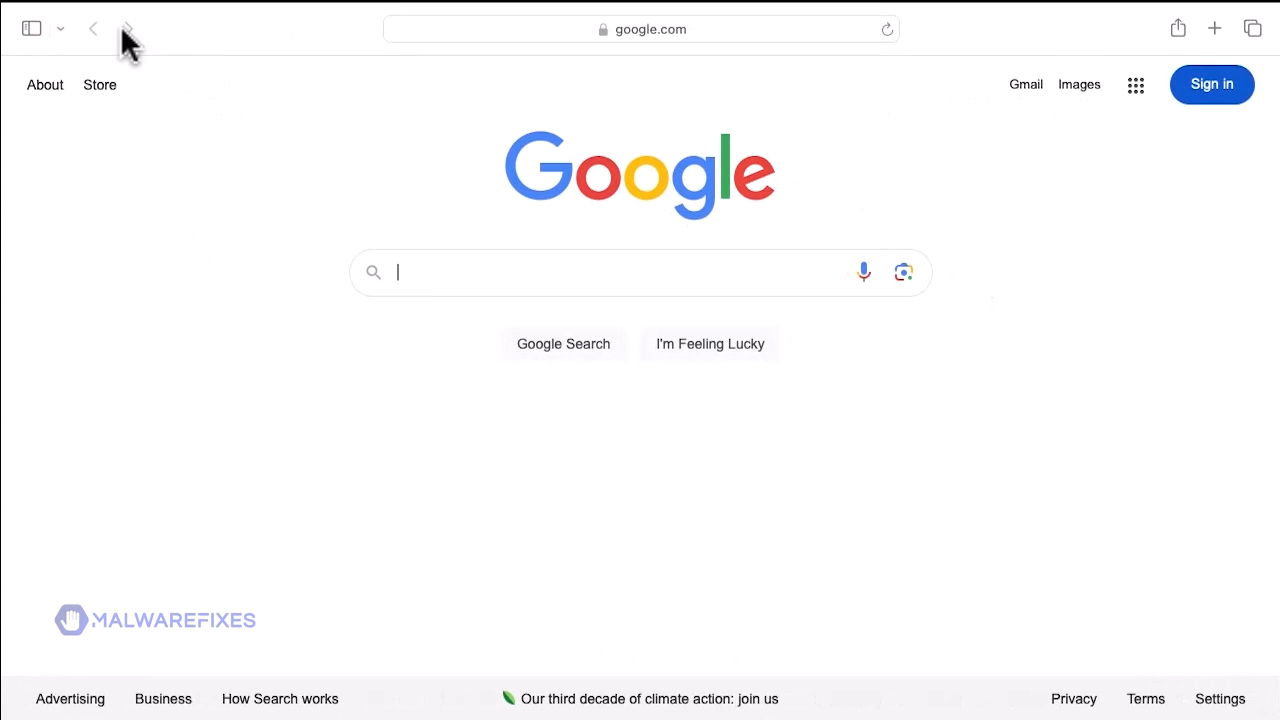 google.com
About Store Gmail Images Sign in
Google
Google Search I'm Feeling Lucky
MALWAREFIXES
Advertising Business How Search works Our third decade of climate action: join us Privacy Terms Settings